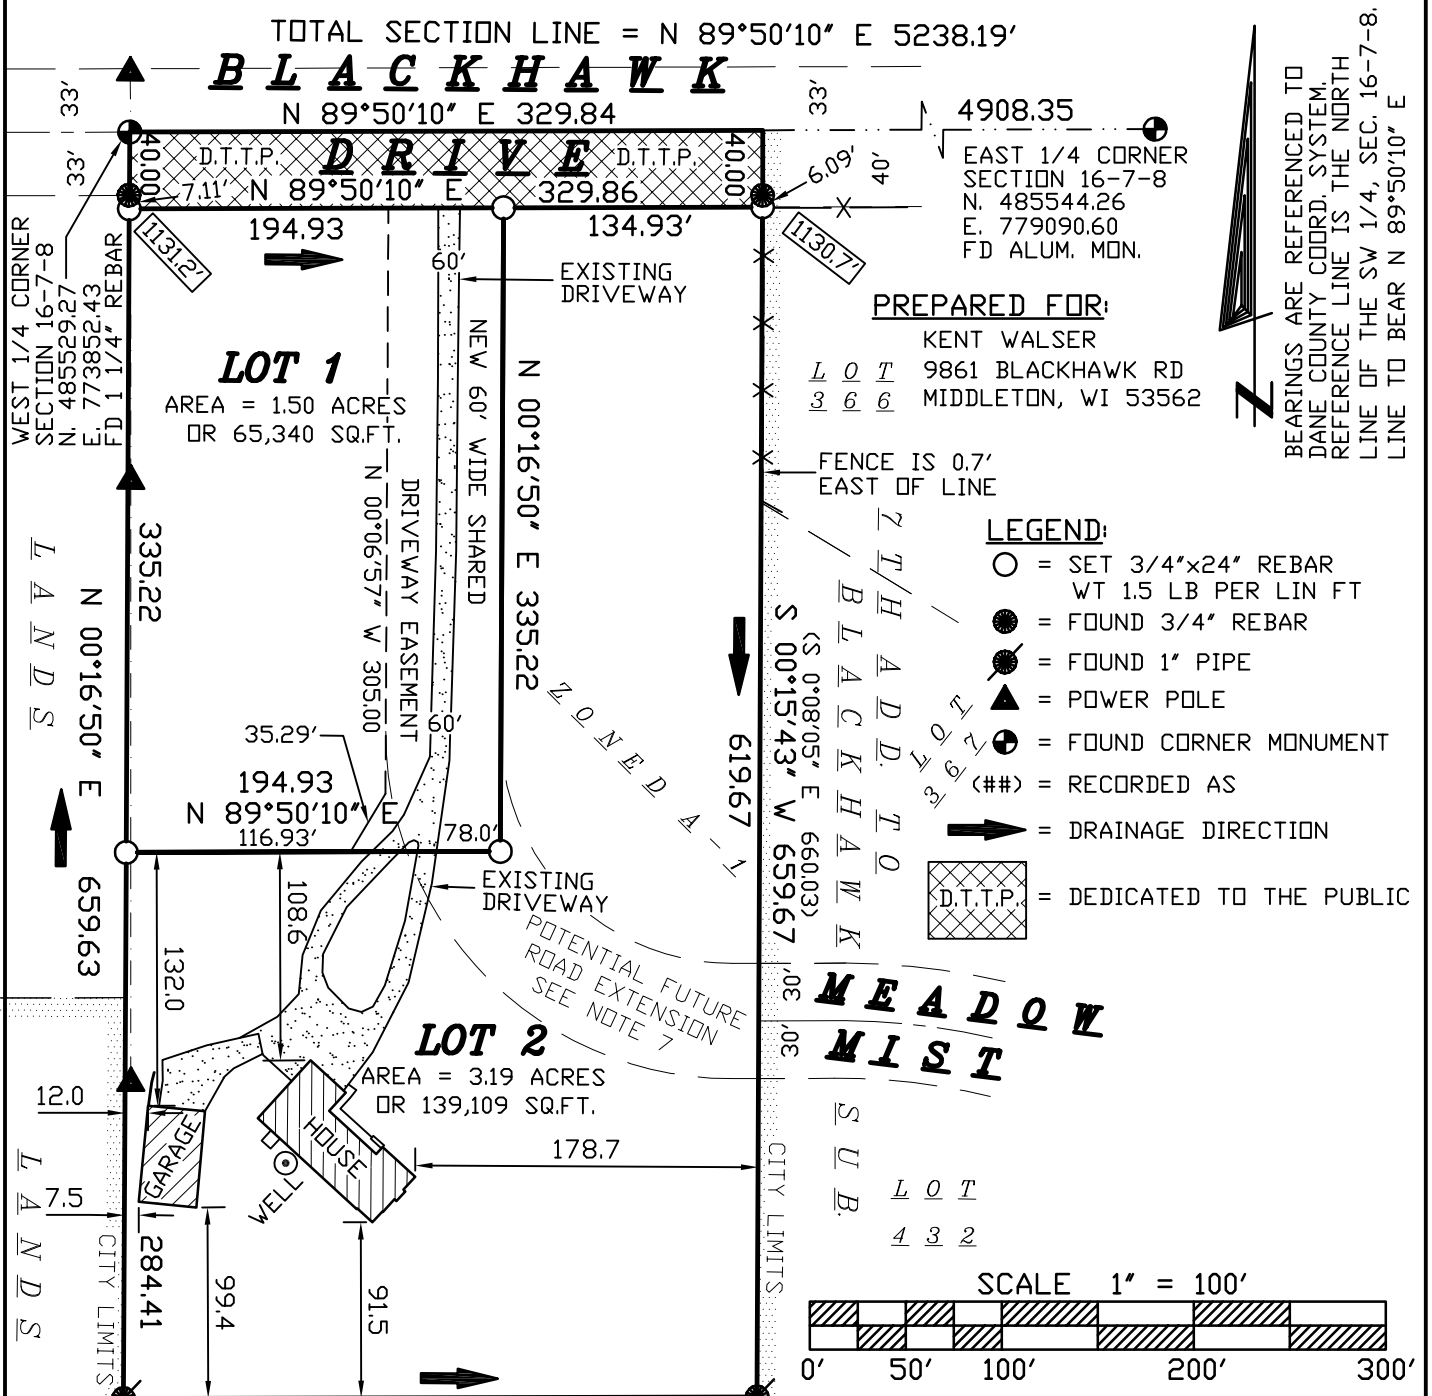 TOTAL SECTION LINE = N 89°50'10" E 5238.19'
BLACKHAWK
N 89°50'10" E 329.84
33'
33'
33'
40'
4908.35
D.T.T.P.
DRIVE
D.T.T.P.
40.00
40.00
7.11'
N 89°50'10" E 329.86
6.09'
194.93
134.93'
1131.2'
1130.7'
WEST 1/4 CORNER
SECTION 16-7-8
N. 485529.27
E. 773852.43
FD 1 1/4" REBAR
EAST 1/4 CORNER
SECTION 16-7-8
N. 485544.26
E. 779090.60
FD ALUM. MON.
BEARINGS ARE REFERENCED TO
DANE COUNTY COORD. SYSTEM.
REFERENCE LINE IS THE NORTH
LINE OF THE SW 1/4, SEC. 16-7-8.
LINE TO BEAR N 89°50'10" E
N
60'
EXISTING
DRIVEWAY
PREPARED FOR:
KENT WALSER
9861 BLACKHAWK RD
MIDDLETON, WI 53562
LOT
366
LOT 1
AREA = 1.50 ACRES
OR 65,340 SQ.FT.
NEW 60' WIDE SHARED
DRIVEWAY EASEMENT
N 00°06'57" W 305.00
N 00°16'50" E 335.22
FENCE IS 0.7'
EAST OF LINE
LANDS
335.22
N 00°16'50" E
659.63
LEGEND:
= SET 3/4"x24" REBAR
WT 1.5 LB PER LIN FT
= FOUND 3/4" REBAR
= FOUND 1" PIPE
= POWER POLE
= FOUND CORNER MONUMENT
(##) = RECORDED AS
= DRAINAGE DIRECTION
D.T.T.P. = DEDICATED TO THE PUBLIC
7TH ADD. TO
BLACKHAWK
SUB.
LOT
367
(S 0°08'05" E 660.03)
S 00°15'43" W 659.67
619.67
ZONED A-1
60'
35.29'
194.93
N 89°50'10" E
116.93'
78.0'
EXISTING
DRIVEWAY
108.6
132.0
POTENTIAL FUTURE
ROAD EXTENSION
SEE NOTE 7
30'
30'
MEADOW
MIST
LOT 2
AREA = 3.19 ACRES
OR 139,109 SQ.FT.
12.0
HOUSE
GARAGE
WELL
178.7
7.5
LANDS
CITY LIMITS
284.41
99.4
91.5
CITY LIMITS
LOT
432
SCALE 1" = 100'
0' 50' 100' 200' 300'